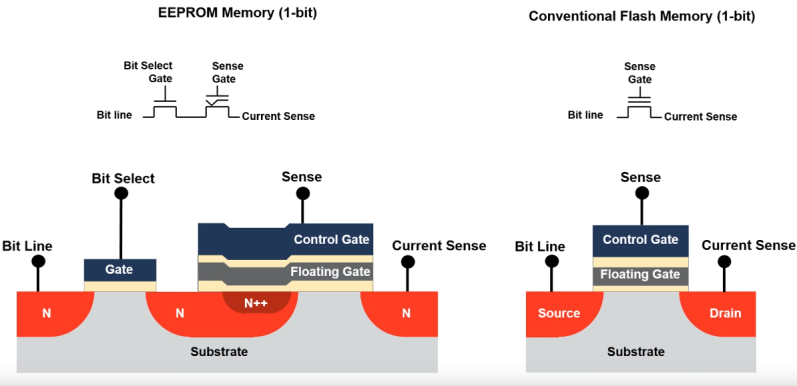 EEPROM Memory (1-bit)
Bit Select
Gate
Sense
Gate
Bit line
Current Sense
Bit Select
Sense
Bit Line
Gate
Control Gate
Floating Gate
Current Sense
N
N
N++
N
Substrate
Conventional Flash Memory (1-bit)
Sense
Gate
Bit line
Current Sense
Sense
Bit Line
Control Gate
Floating Gate
Current Sense
Source
Drain
Substrate